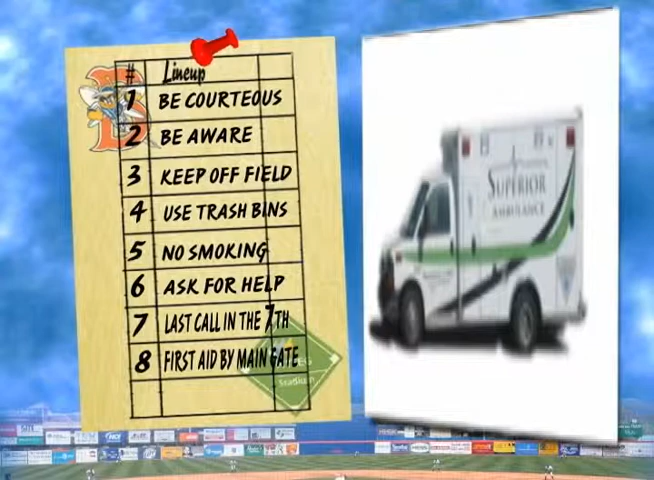 # Lineup
1 BE COURTEOUS
2 BE AWARE
3 KEEP OFF FIELD
4 USE TRASH BINS
5 NO SMOKING
6 ASK FOR HELP
7 LAST CALL IN THE 7TH
8 FIRST AID BY MAIN GATE
Stadium
SUPERIOR
AMBULANCE